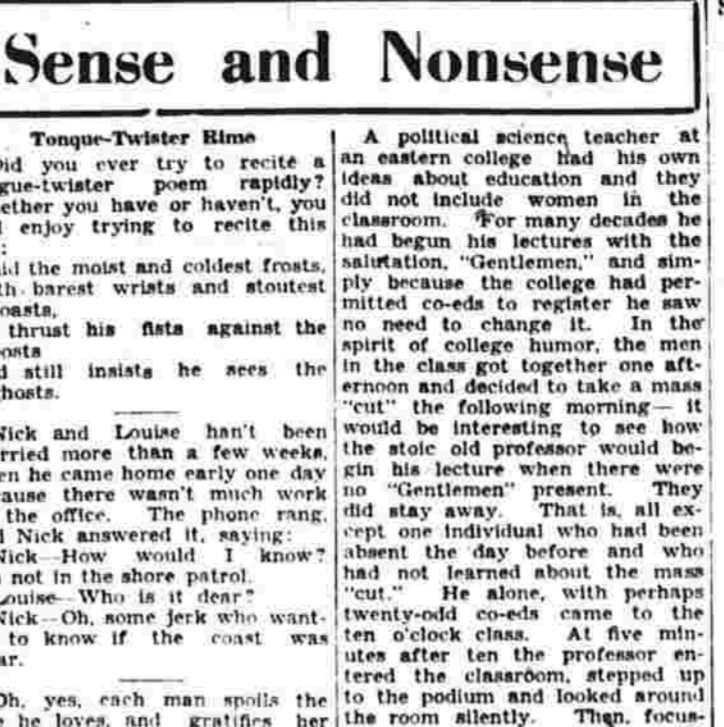 Sense and Nonsense
Tonque-Twister Rime
Did you ever try to recite a
gue-twister poem rapidly?
ether you have or haven't, you
l enjoy trying to recite this
:
id the moist and coldest frosts,
th barest wrists and stoutest
oasts,
thrust his fists against the
osts
d still insists he sees the
hosts.
Nick and Louise han't been
rried more than a few weeks,
en he came home early one day
cause there wasn't much work
the office. The phone rang,
d Nick answered it, saying:
Nick--How would I know?
not in the shore patrol.
Louise--Who is it dear?
Nick--Oh, some jerk who want-
to know if the coast was
ar.
Oh, yes, each man spoils the
he loves, and gratifies her
A political science teacher at
an eastern college had his own
ideas about education and they
did not include women in the
classroom. For many decades he
had begun his lectures with the
salutation, "Gentlemen," and sim-
ply because the college had per-
mitted co-eds to register he saw
no need to change it. In the
spirit of college humor, the men
in the class got together one aft-
ernoon and decided to take a mass
"cut" the following morning— it
would be interesting to see how
the stoic old professor would be-
gin his lecture when there were
no "Gentlemen" present. They
did stay away. That is, all ex-
cept one individual who had been
absent the day before and who
had not learned about the mass
"cut." He alone, with perhaps
twenty-odd co-eds came to the
ten o'clock class. At five min-
utes after ten the professor en-
tered the classroom, stepped up
to the podium and looked around
the room silently. Then, focus-